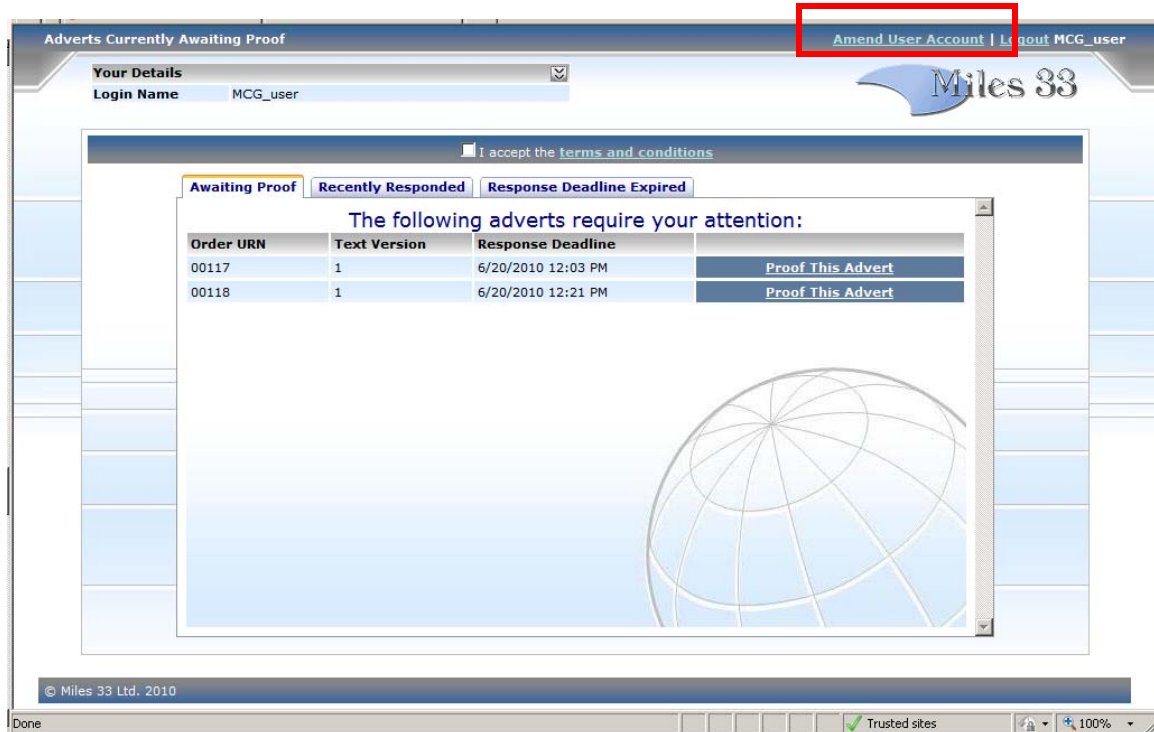 Adverts Currently Awaiting Proof Amend User Account | Logout MCG_user
Your Details
Login Name MCG_user
Miles 33
I accept the terms and conditions
Awaiting Proof Recently Responded Response Deadline Expired
The following adverts require your attention:
Order URN Text Version Response Deadline
00117 1 6/20/2010 12:03 PM Proof This Advert
00118 1 6/20/2010 12:21 PM Proof This Advert
© Miles 33 Ltd. 2010
Done Trusted sites 100%